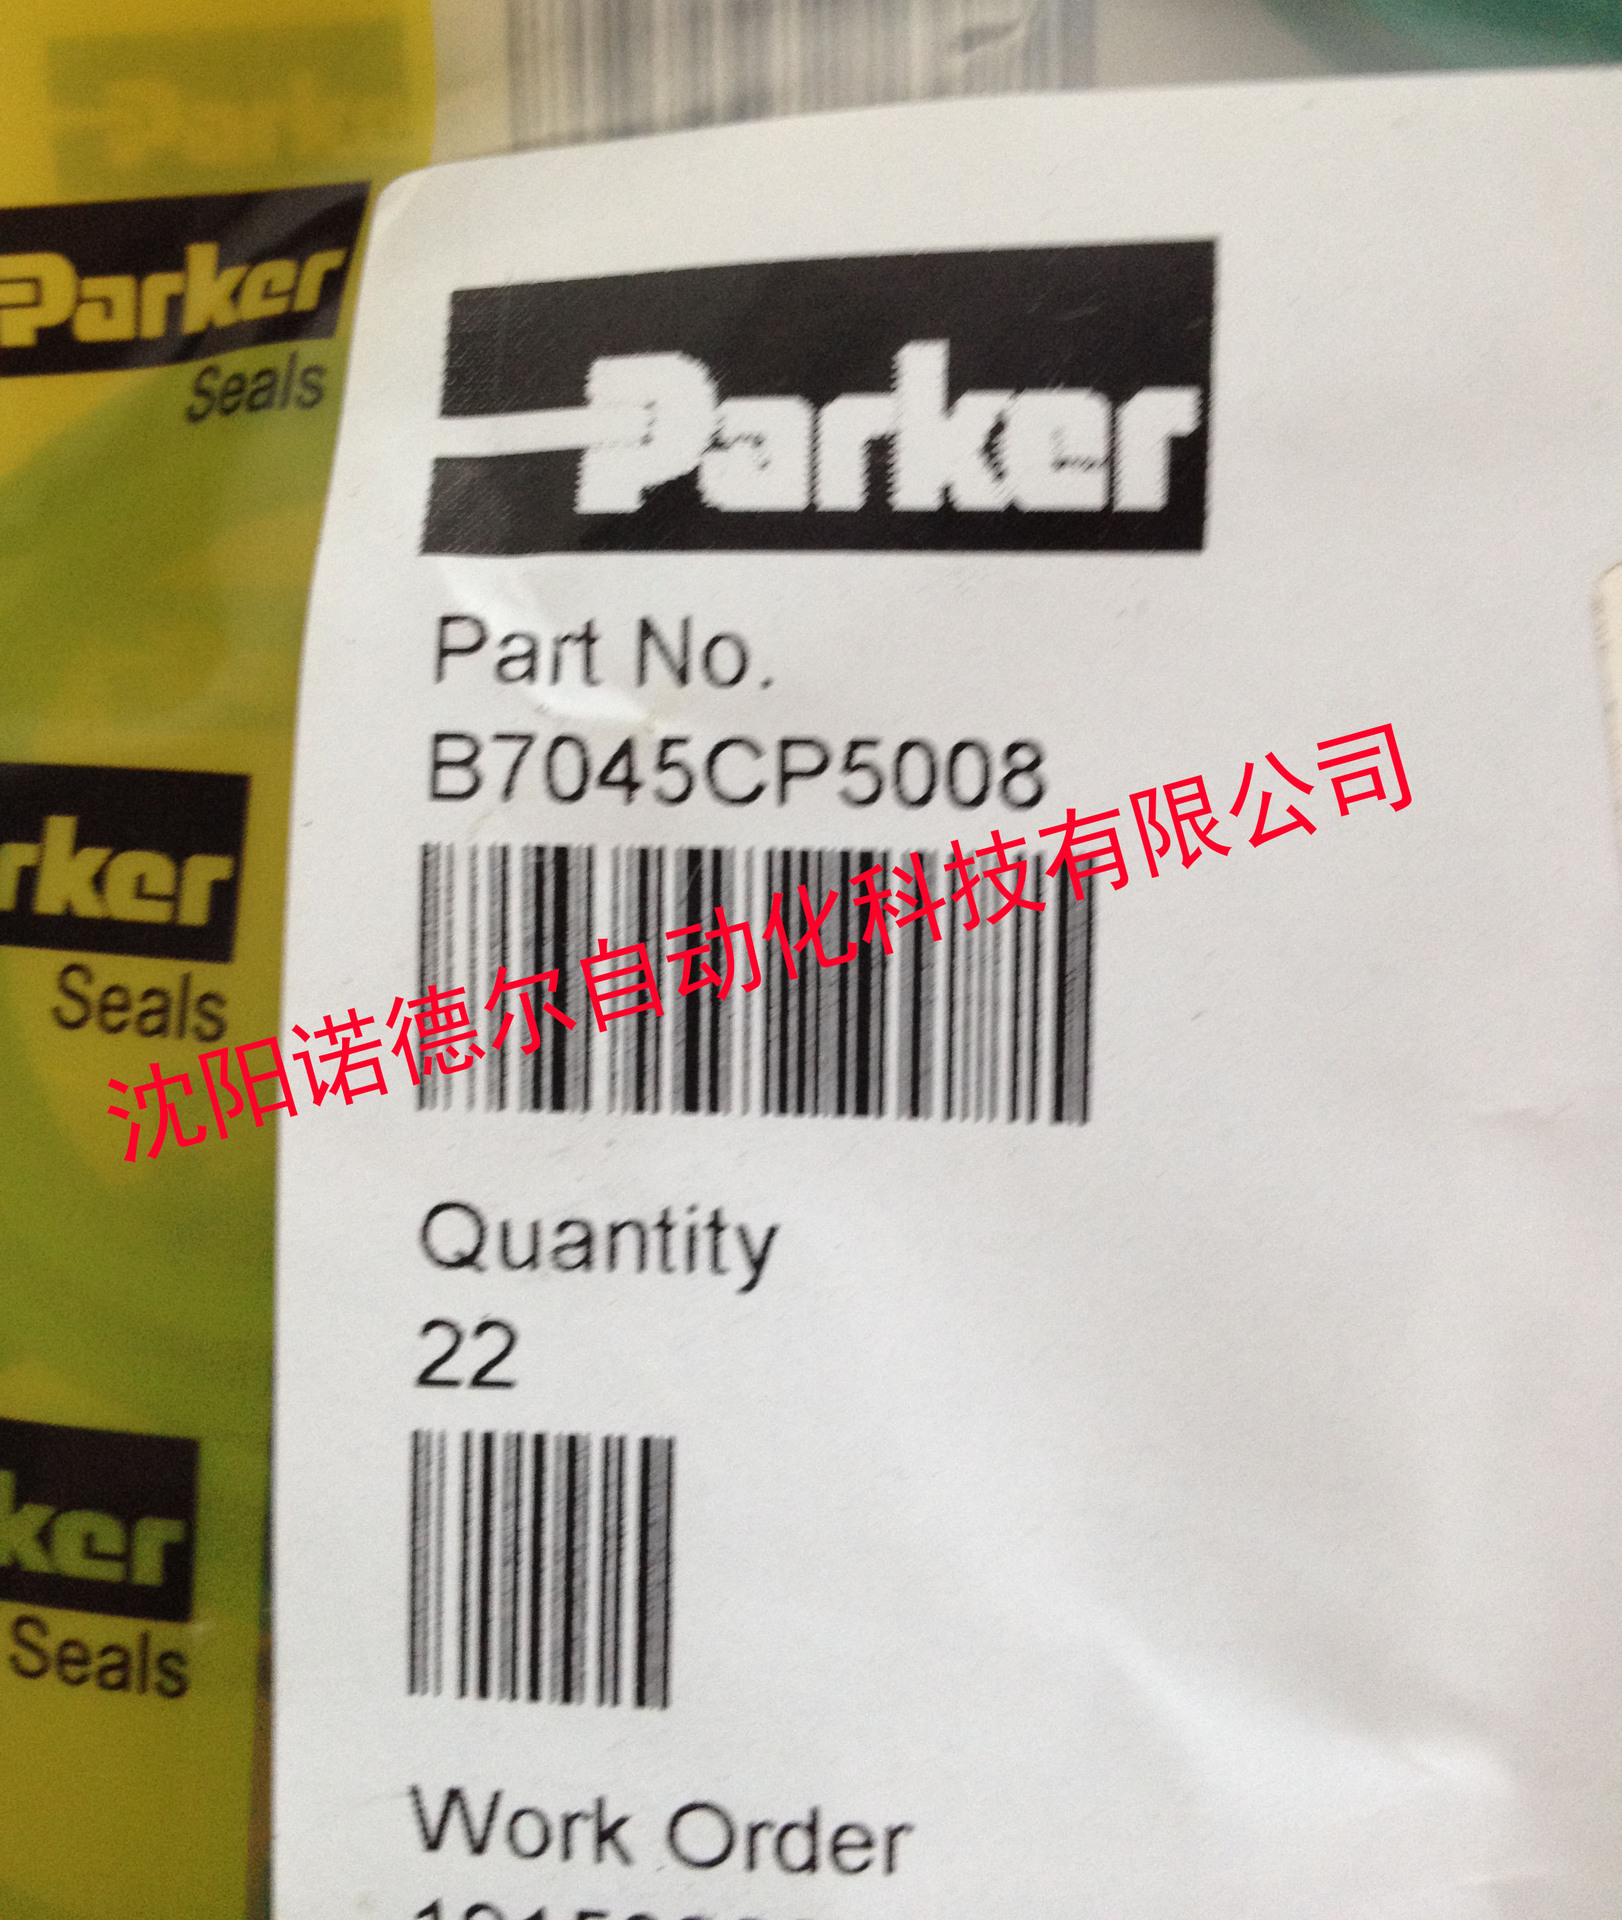 Parker
Seals
Parker
Part No.
B7045CP5008
沈阳诺德尔自动化科技有限公司
Quantity
22
Work Order
rker
Seals
ker
Seals